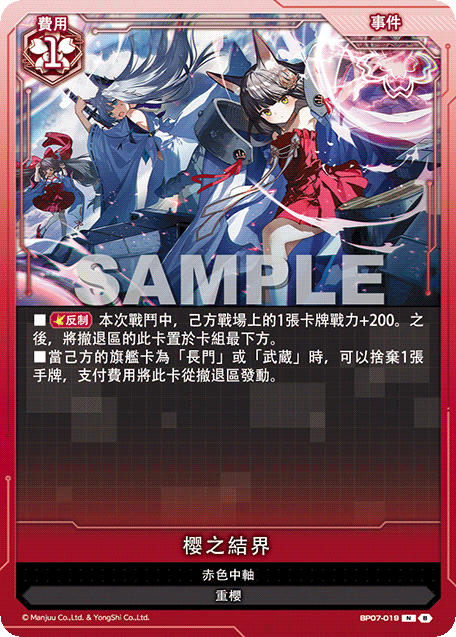 費用
事件
1
SAMPLE
■ 反制 本次戰鬥中，己方戰場上的1張卡牌戰力+200。之
後，將撤退區的此卡置於卡組最下方。
■當己方的旗艦卡為「長門」或「武蔵」時，可以捨棄1張
手牌，支付費用將此卡從撤退區發動。
樱之結界
赤色中軸
重櫻
© Manjuu Co.,Ltd. & YongShi Co.,Ltd.
BP07-019 N B